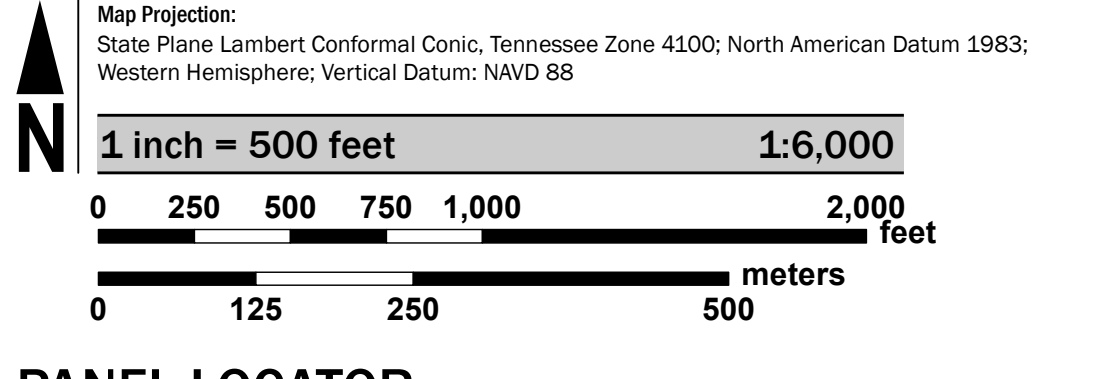 Map Projection:
State Plane Lambert Conformal Conic, Tennessee Zone 4100; North American Datum 1983;
Western Hemisphere; Vertical Datum: NAVD 88
N
1 inch = 500 feet 1:6,000
0 250 500 750 1,000 2,000
feet
meters
0 125 250 500
PANEL LOCATOR